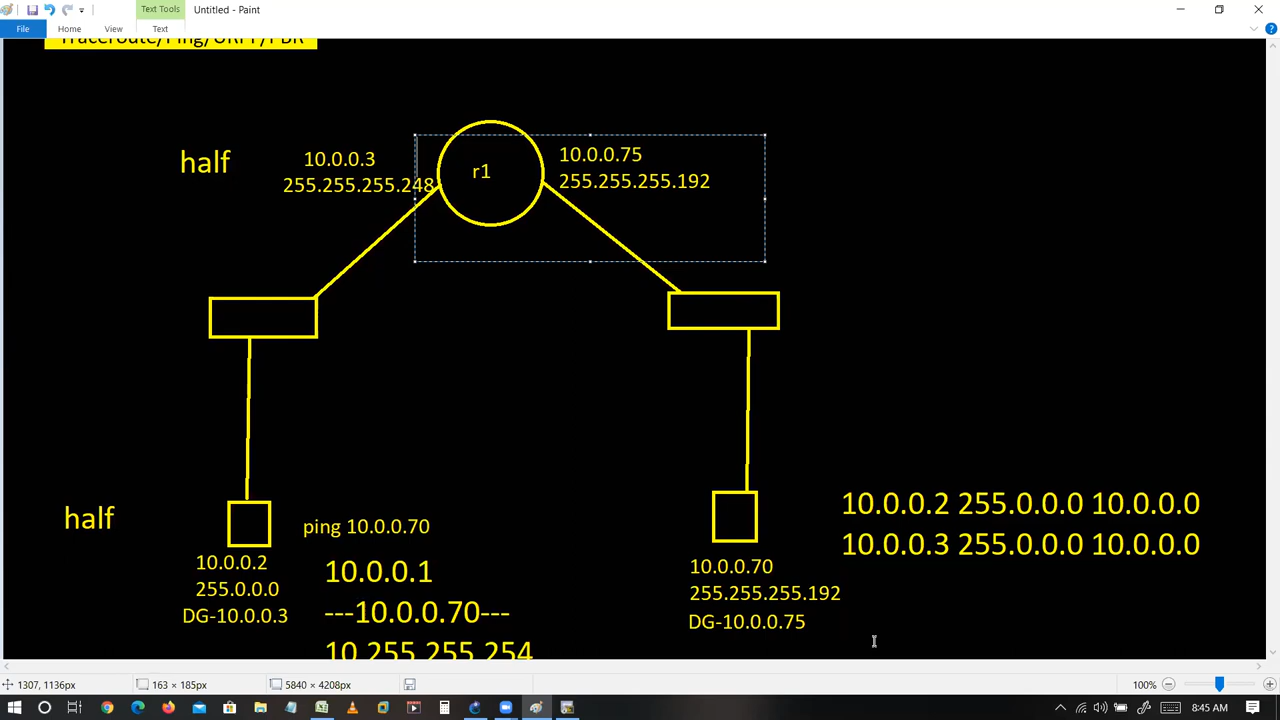 Text Tools
Untitled - Paint
File
Home
View
Text
Traceroute/Ping/URPF/PBR
half
10.0.0.3
255.255.255.248
r1
10.0.0.75
255.255.255.192
half
ping 10.0.0.70
10.0.0.2
255.0.0.0
DG-10.0.0.3
10.0.0.1
---10.0.0.70---
10.255.255.254
10.0.0.70
255.255.255.192
DG-10.0.0.75
10.0.0.2 255.0.0.0 10.0.0.0
10.0.0.3 255.0.0.0 10.0.0.0
1307, 1136px
163 × 185px
5840 × 4208px
100%
8:45 AM